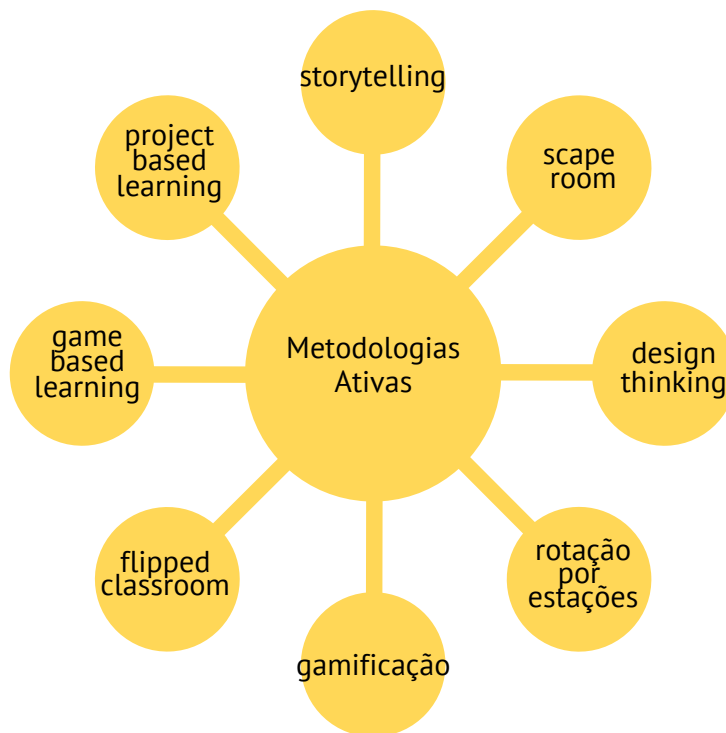 storytelling
project
based
learning
scape
room
game
based
learning
Metodologias
Ativas
design
thinking
flipped
classroom
rotação
por
estações
gamificação